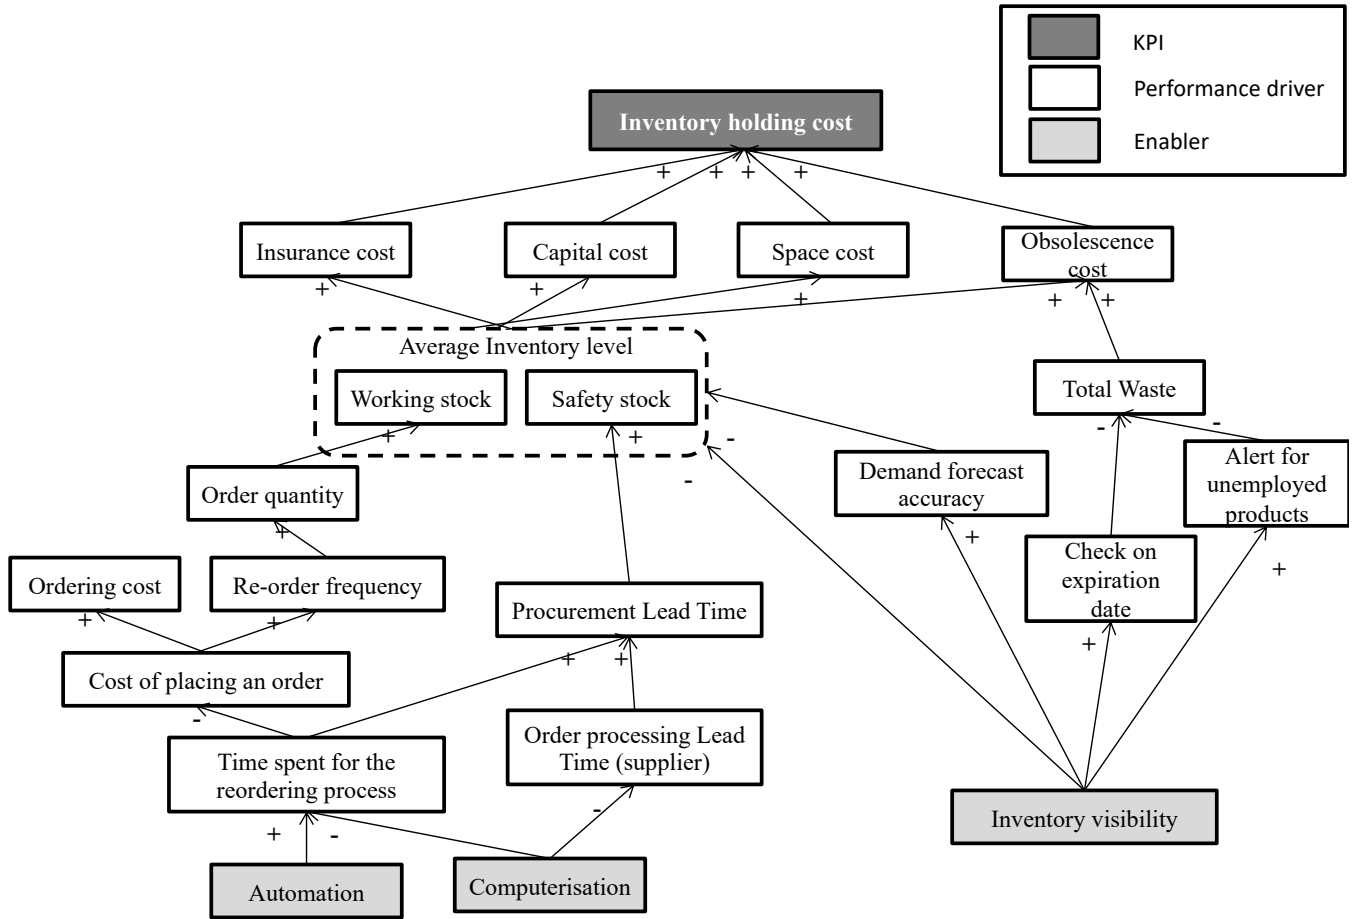 KPI
Performance driver
Enabler
Inventory holding cost
+ + + +
Insurance cost
Capital cost
Space cost
Obsolescence
cost
+ + + + +
Average Inventory level
Working stock
Safety stock
Total Waste
+ + - - -
-
Order quantity
Demand forecast
accuracy
Alert for
unemployed
products
+ +
Ordering cost
Re-order frequency
Procurement Lead Time
Check on
expiration
date
+
+ + +
+ +
Cost of placing an order
-
Time spent for the
reordering process
Order processing Lead
Time (supplier)
-
+ -
Inventory visibility
Automation
Computerisation